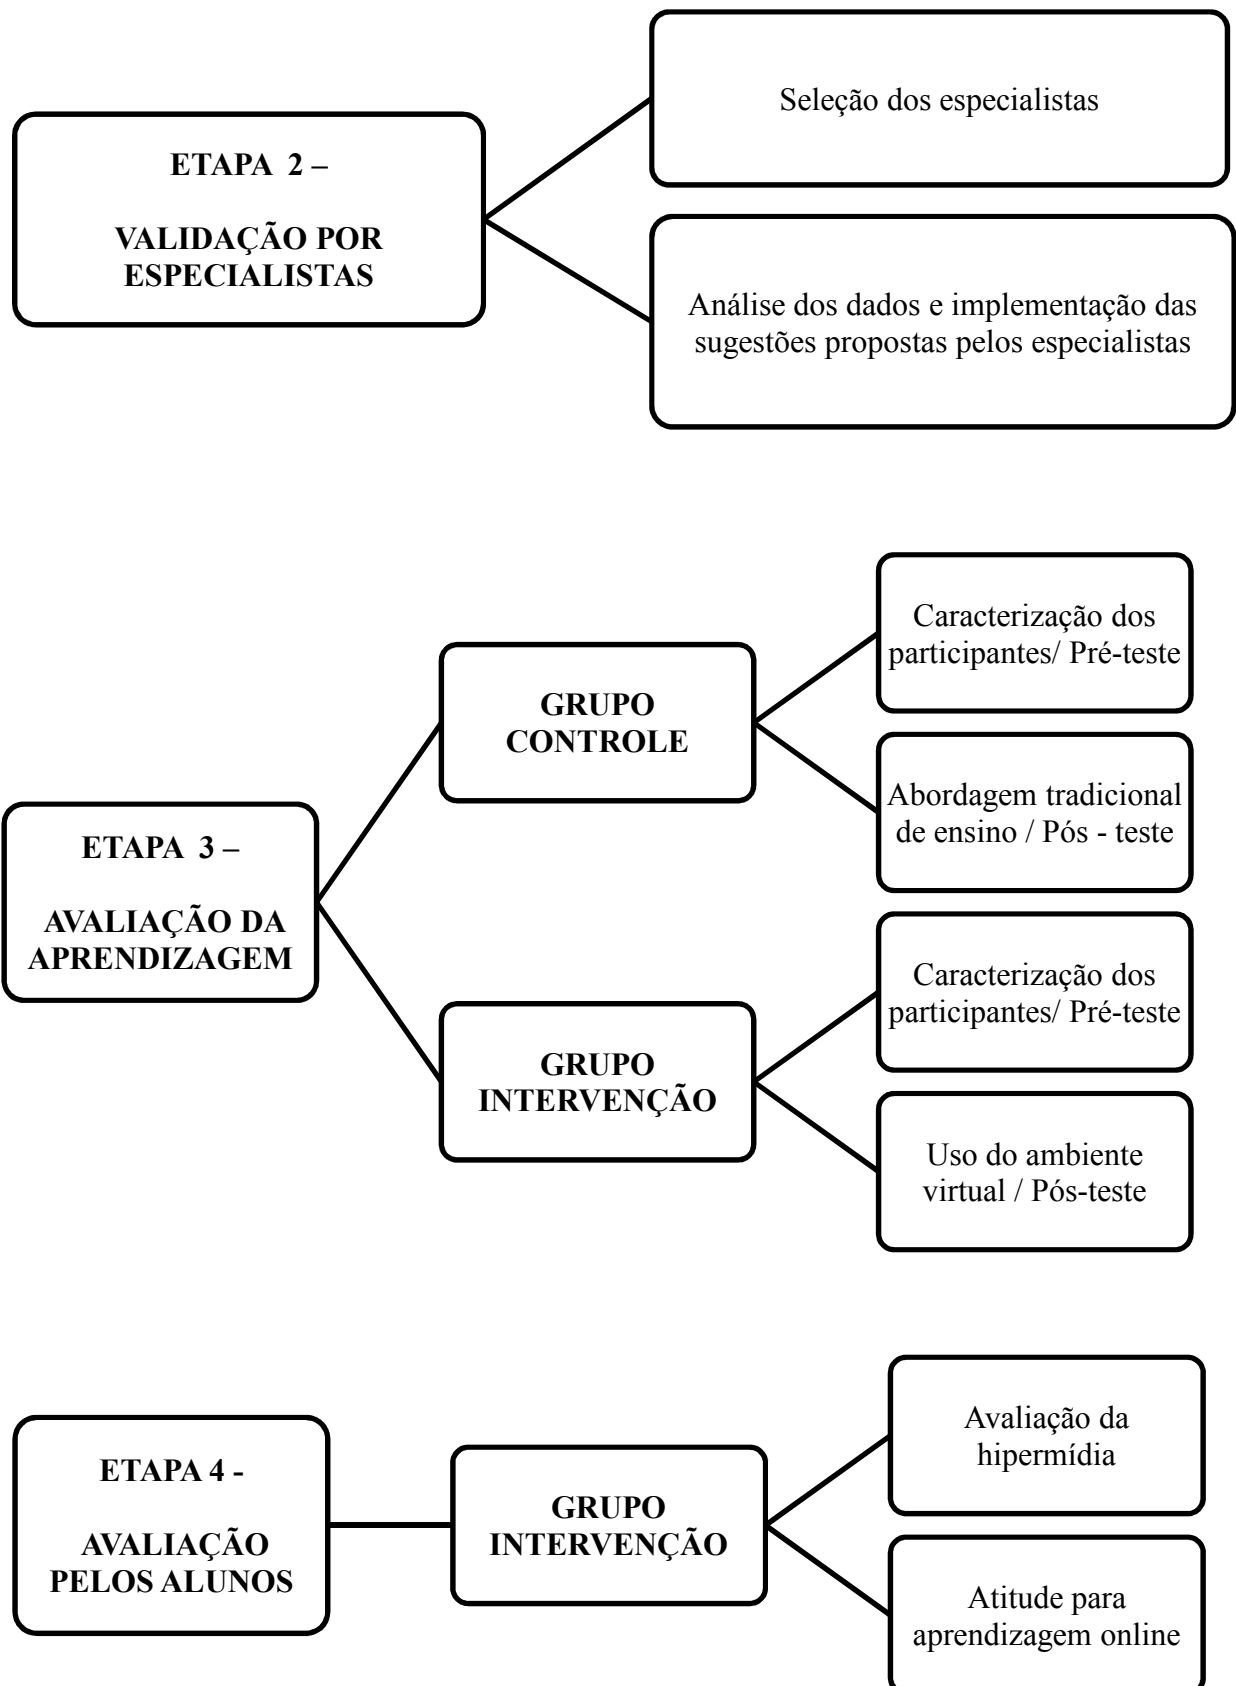 Seleção dos especialistas
ETAPA 2 –
VALIDAÇÃO POR
ESPECIALISTAS
Análise dos dados e implementação das
sugestões propostas pelos especialistas
Caracterização dos
participantes/ Pré-teste
GRUPO
CONTROLE
Abordagem tradicional
de ensino / Pós - teste
ETAPA 3 –
AVALIAÇÃO DA
APRENDIZAGEM
Caracterização dos
participantes/ Pré-teste
GRUPO
INTERVENÇÃO
Uso do ambiente
virtual / Pós-teste
Avaliação da
hipermídia
ETAPA 4 -
AVALIAÇÃO
PELOS ALUNOS
GRUPO
INTERVENÇÃO
Atitude para
aprendizagem online